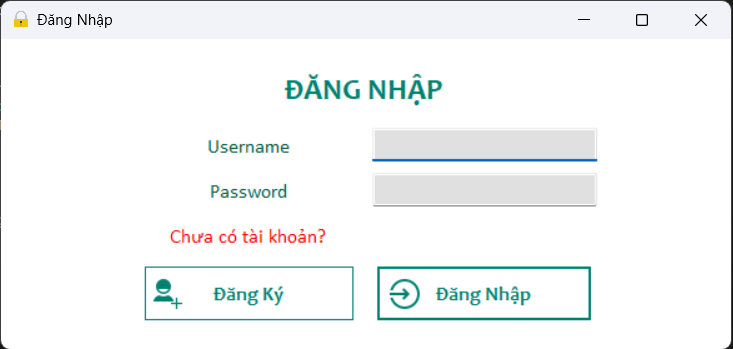 Đăng Nhập
ĐĂNG NHẬP
Username
Password
Chưa có tài khoản?
Đăng Ký
Đăng Nhập